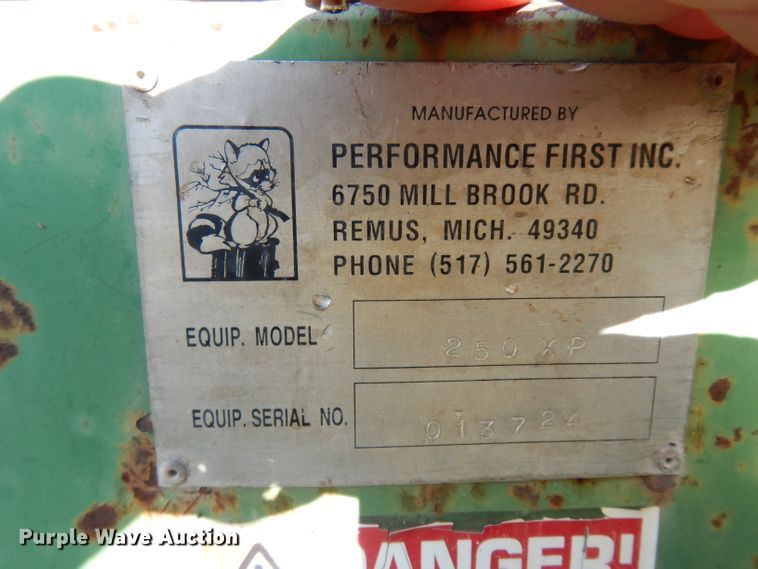 MANUFACTURED BY
PERFORMANCE FIRST INC.
6750 MILL BROOK RD.
REMUS, MICH. 49340
PHONE (517) 561-2270
EQUIP. MODEL 250 XP
EQUIP. SERIAL NO. 013724
DANGER!
Purple Wave Auction